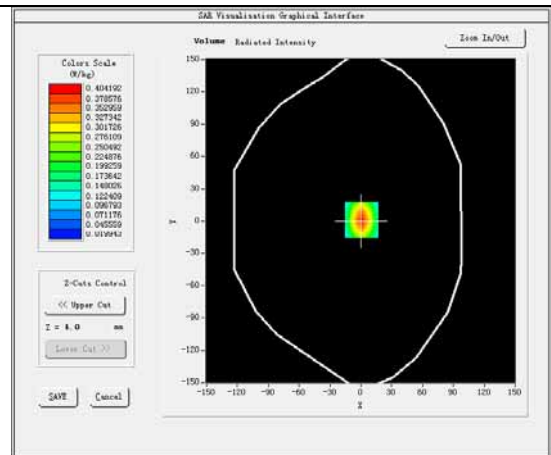 SAR Visualisation Graphical Interface
Volume Radiated Intensity
Zoom In/Out
Colors Scale
(W/kg)
0.404192
0.378576
0.352959
0.327342
0.301726
0.276109
0.250492
0.224876
0.199259
0.173642
0.148026
0.122409
0.096793
0.071176
0.045559
0.019943
150
120
90
60
30
0
-30
-60
-90
-120
-150
Y
-150 -120 -90 -60 -30 0 30 60 90 120 150
X
Z-Cuts Control
<< Upper Cut
Z = 4.0 mm
Lower Cut >>
SAVE Cancel